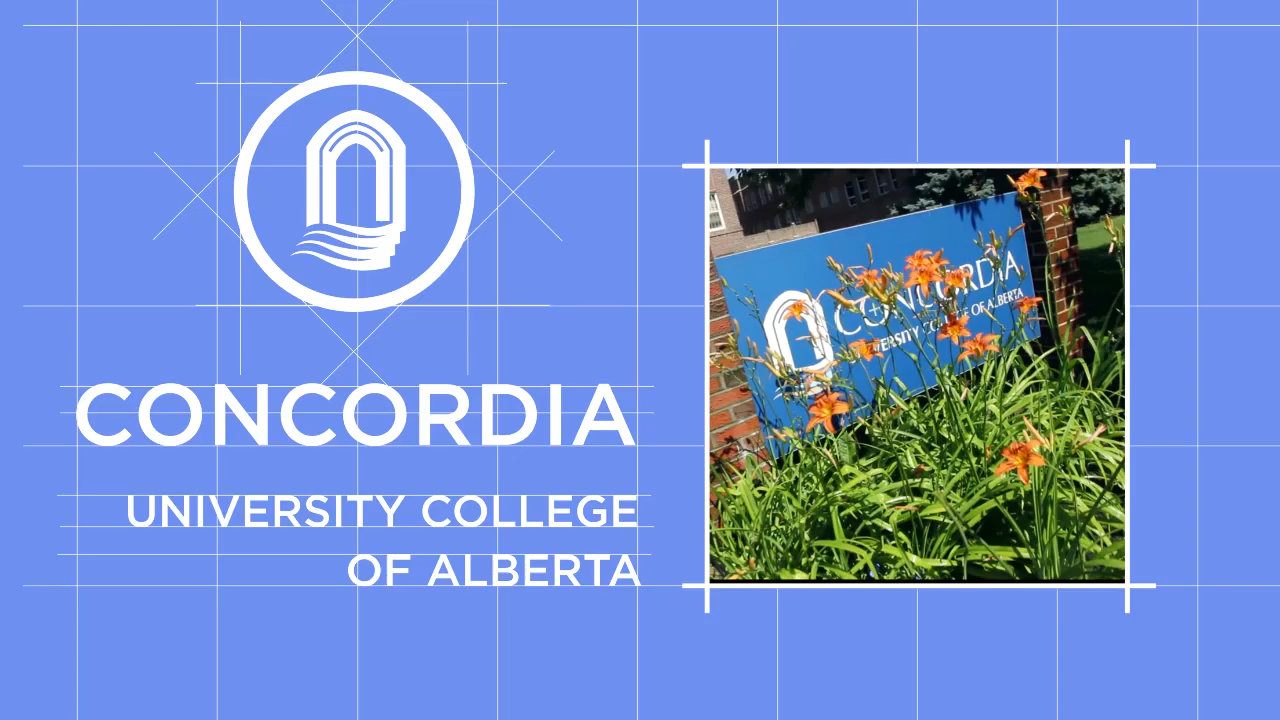 CONCORDIA
UNIVERSITY COLLEGE
OF ALBERTA
CONCORDIA
UNIVERSITY COLLEGE OF ALBERTA